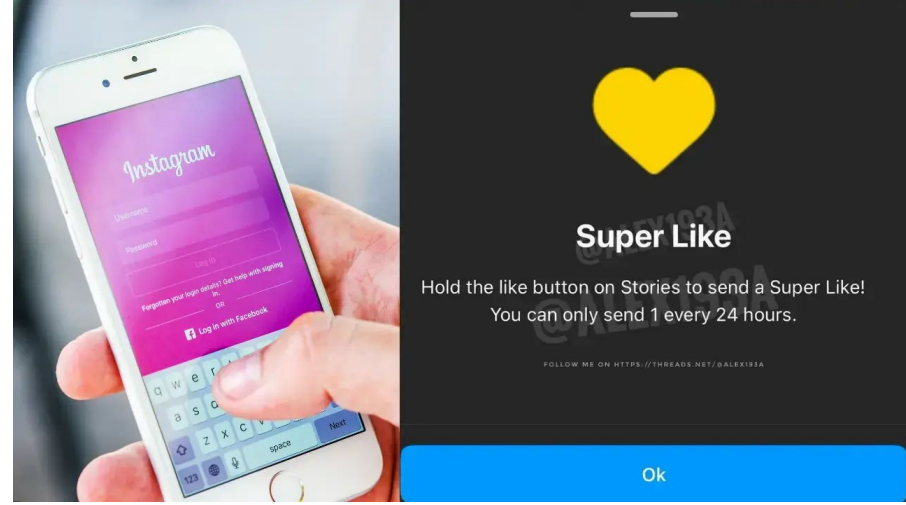 Instagram
Username
Password
Log in
Forgotten your login details? Get help with signing
in.
OR
Log in with Facebook
q w e r
a s
z x c v
123 space Next
@ALEX193A
Super Like
Hold the like button on Stories to send a Super Like!
@ALEX193A
You can only send 1 every 24 hours.
FOLLOW ME ON HTTPS://THREADS.NET/@ALEX193A
Ok